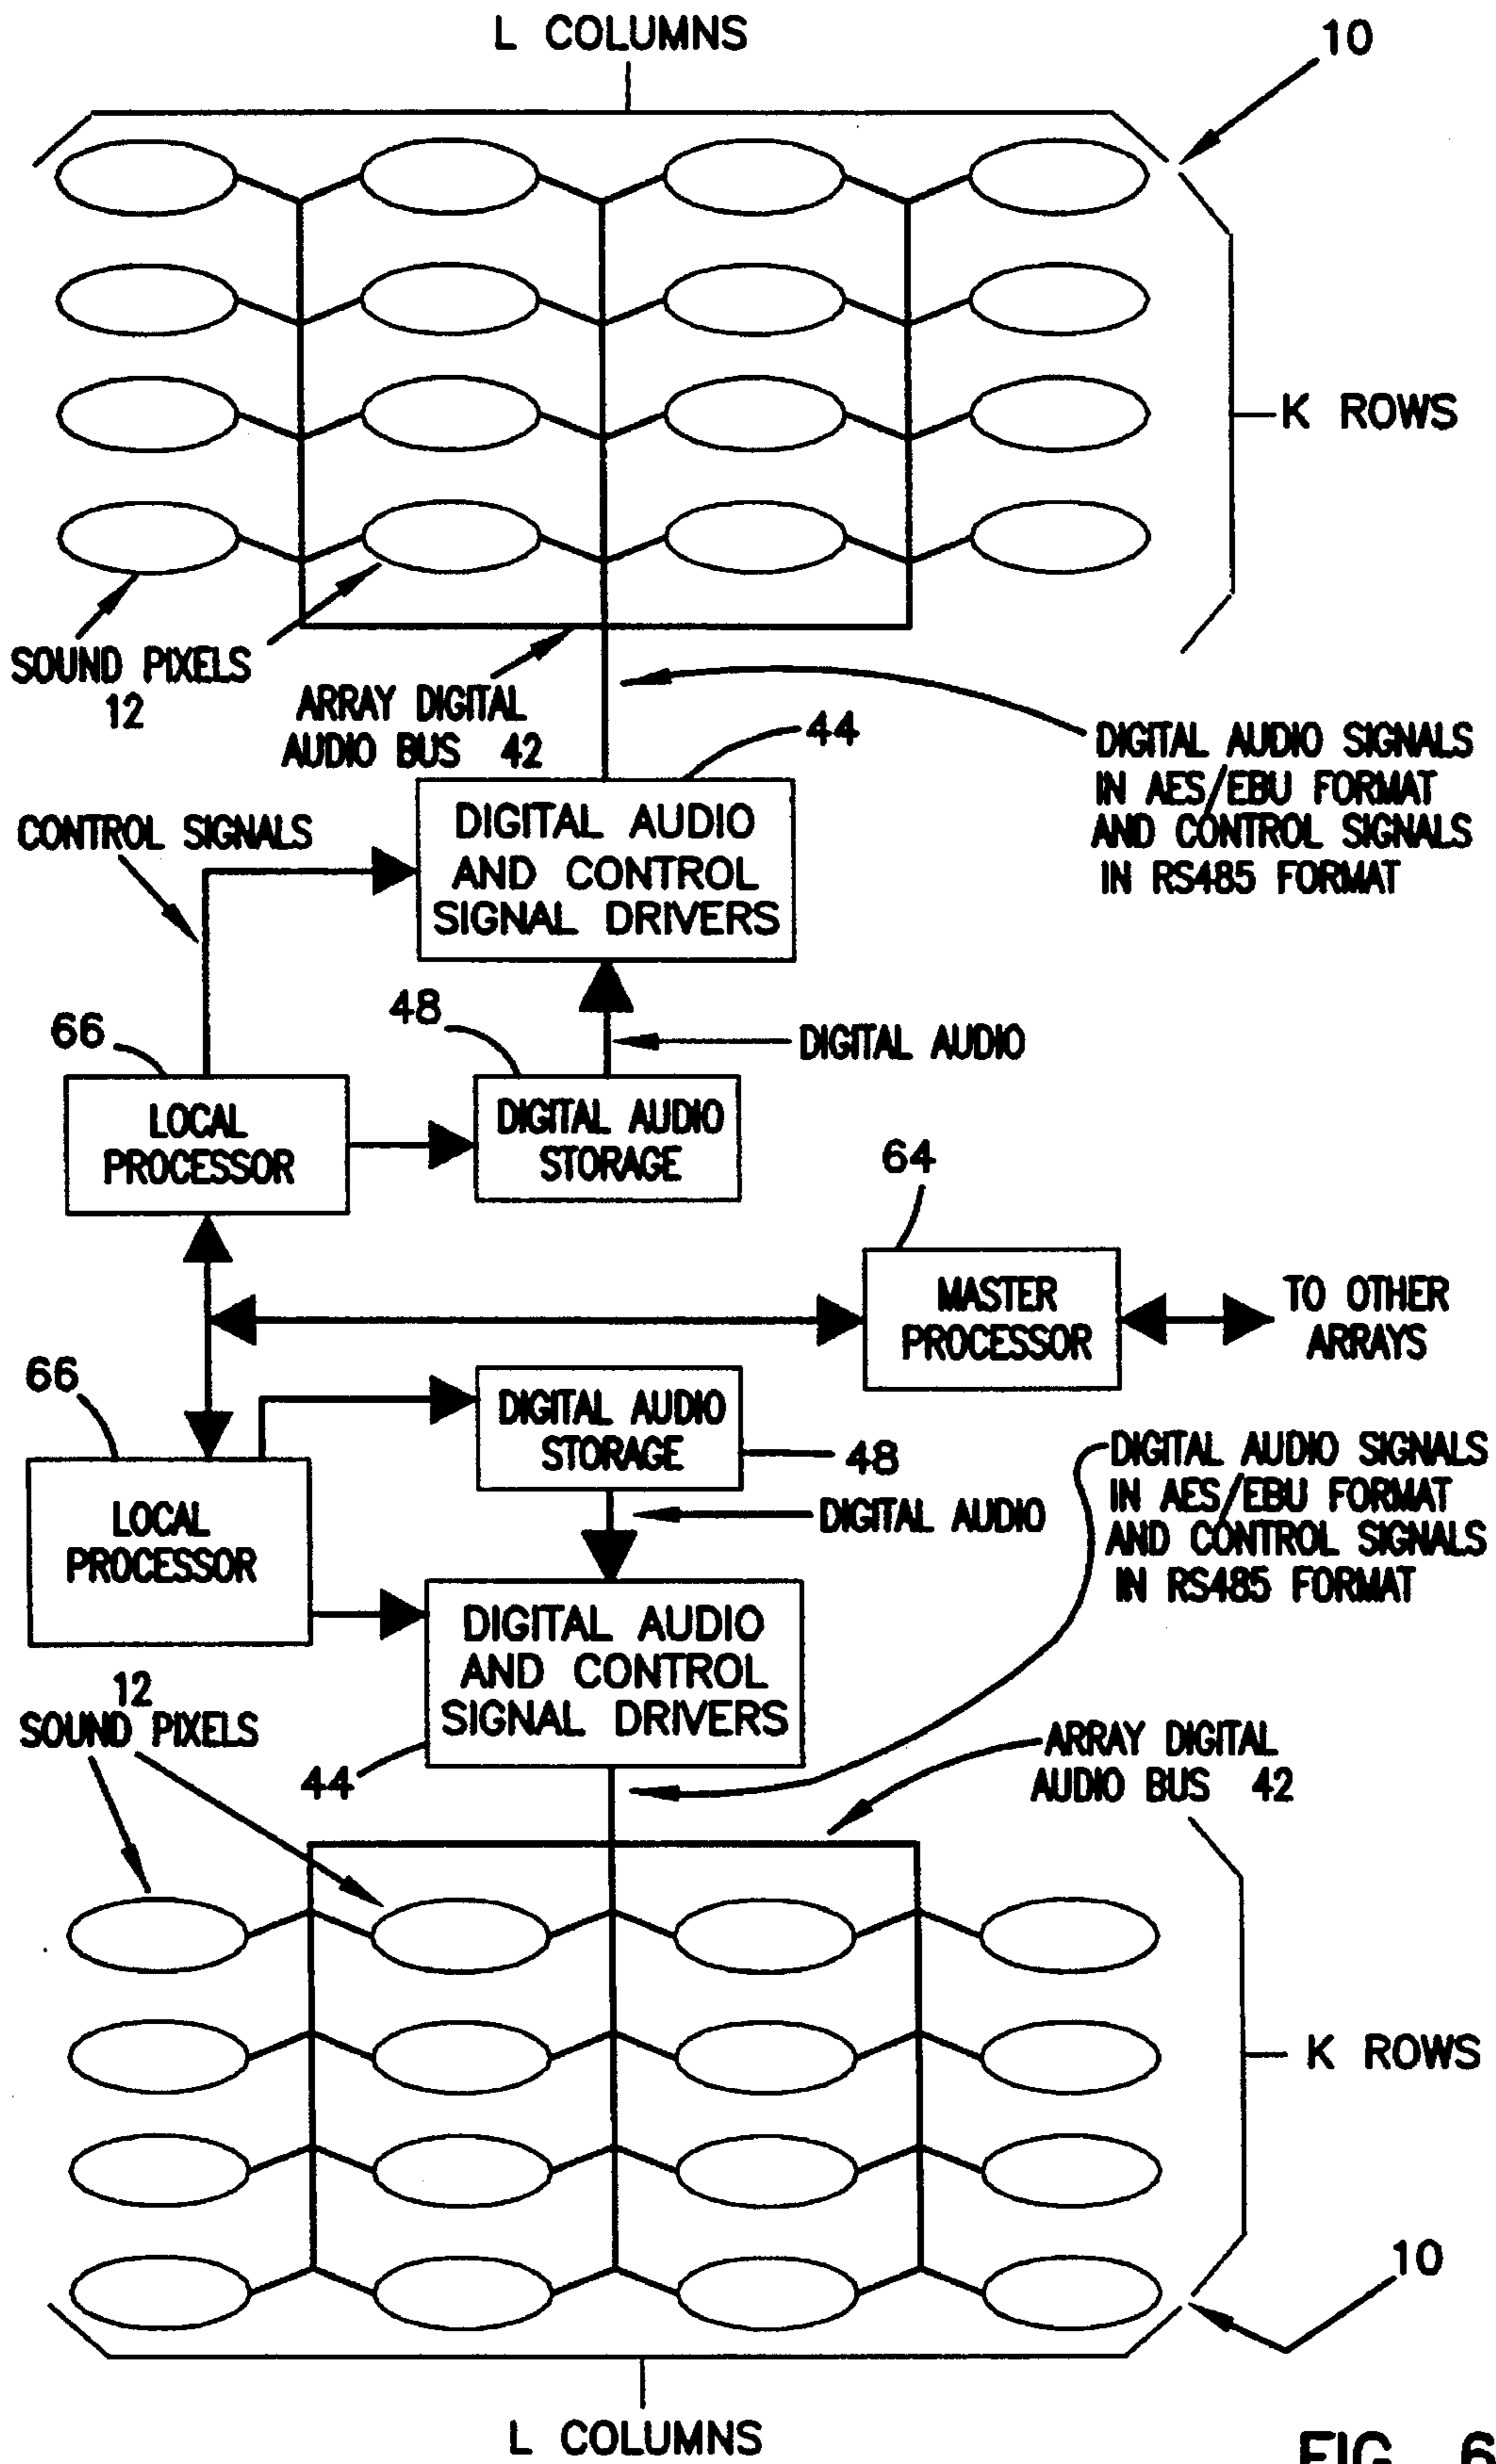 L COLUMNS
10
K ROWS
SOUND PIXELS
12
ARRAY DIGITAL
AUDIO BUS 42
44
DIGITAL AUDIO SIGNALS
IN AES/EBU FORMAT
AND CONTROL SIGNALS
IN RS485 FORMAT
CONTROL SIGNALS
DIGITAL AUDIO
AND CONTROL
SIGNAL DRIVERS
66
48
DIGITAL AUDIO
LOCAL
PROCESSOR
DIGITAL AUDIO
STORAGE
64
MASTER
PROCESSOR
TO OTHER
ARRAYS
66
DIGITAL AUDIO
STORAGE
48
DIGITAL AUDIO SIGNALS
IN AES/EBU FORMAT
AND CONTROL SIGNALS
IN RS485 FORMAT
LOCAL
PROCESSOR
DIGITAL AUDIO
DIGITAL AUDIO
AND CONTROL
SIGNAL DRIVERS
12
SOUND PIXELS
44
ARRAY DIGITAL
AUDIO BUS 42
K ROWS
10
L COLUMNS
FIG. 6